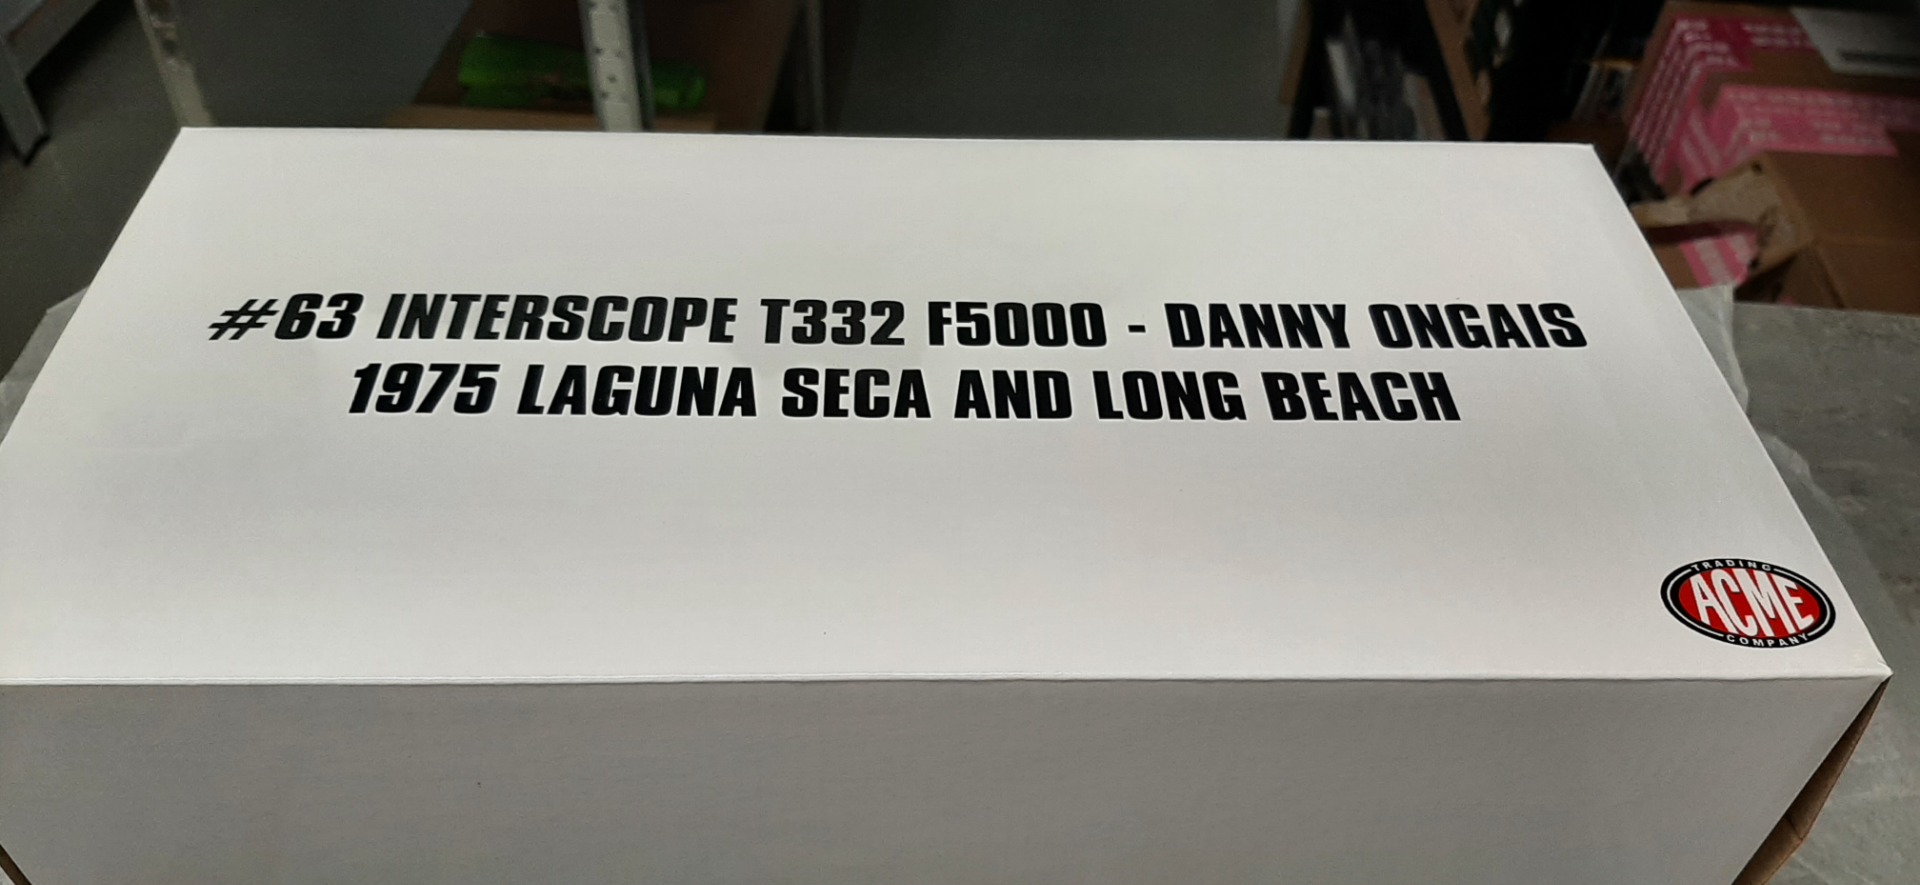 #63 INTERSCOPE T332 F5000 - DANNY ONGAIS
1975 LAGUNA SECA AND LONG BEACH
TRADING
ACME
COMPANY